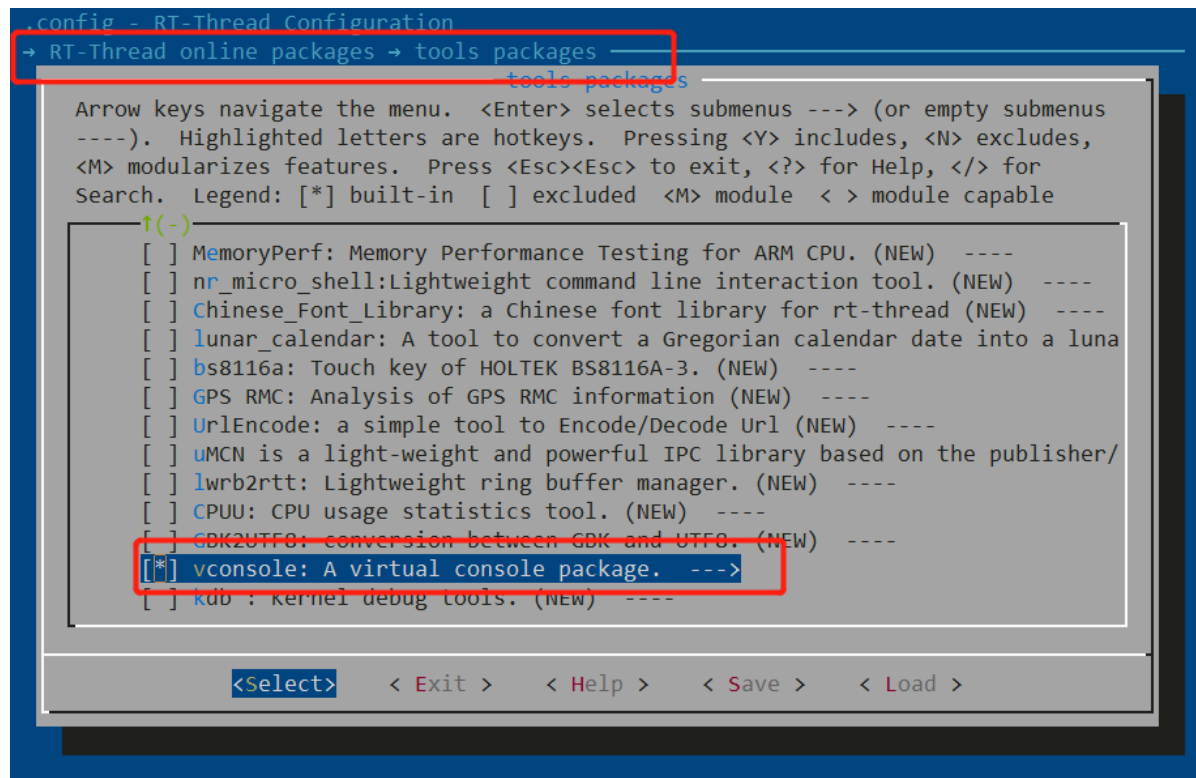 .config - RT-Thread Configuration
→ RT-Thread online packages → tools packages
tools packages
Arrow keys navigate the menu.  <Enter> selects submenus ---> (or empty submenus
----).  Highlighted letters are hotkeys.  Pressing <Y> includes, <N> excludes,
<M> modularizes features.  Press <Esc><Esc> to exit, <?> for Help, </> for
Search.  Legend: [*] built-in  [ ] excluded  <M> module  < > module capable
↑(-)
[ ] MemoryPerf: Memory Performance Testing for ARM CPU. (NEW)  ----
[ ] nr_micro_shell:Lightweight command line interaction tool. (NEW)  ----
[ ] Chinese_Font_Library: a Chinese font library for rt-thread (NEW)  ----
[ ] lunar_calendar: A tool to convert a Gregorian calendar date into a luna
[ ] bs8116a: Touch key of HOLTEK BS8116A-3. (NEW)  ----
[ ] GPS RMC: Analysis of GPS RMC information (NEW)  ----
[ ] UrlEncode: a simple tool to Encode/Decode Url (NEW)  ----
[ ] uMCN is a light-weight and powerful IPC library based on the publisher/
[ ] lwrb2rtt: Lightweight ring buffer manager. (NEW)  ----
[ ] CPUU: CPU usage statistics tool. (NEW)  ----
[ ] GBK2UTF8: conversion between GBK and UTF8. (NEW)  ----
[*] vconsole: A virtual console package.  --->
[ ] kdb : kernel debug tools. (NEW)  ----
<Select>    < Exit >    < Help >    < Save >    < Load >